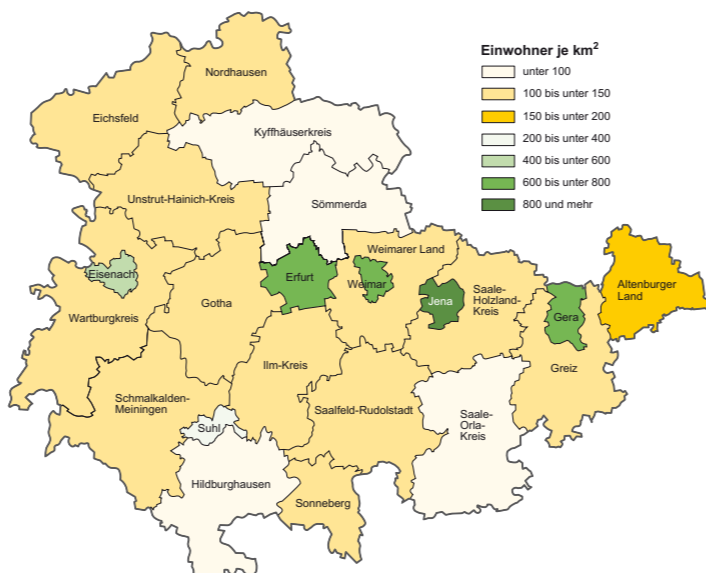 Einwohner je km²
unter 100
100 bis unter 150
150 bis unter 200
200 bis unter 400
400 bis unter 600
600 bis unter 800
800 und mehr
Nordhausen
Eichsfeld
Kyffhäuserkreis
Unstrut-Hainich-Kreis
Sömmerda
Weimarer Land
Eisenach
Erfurt
Weimar
Saale-
Holzland-
Kreis
Altenburger
Land
Jena
Gotha
Wartburgkreis
Gera
Ilm-Kreis
Greiz
Schmalkalden-
Meiningen
Saalfeld-Rudolstadt
Saale-
Orla-
Kreis
Suhl
Hildburghausen
Sonneberg